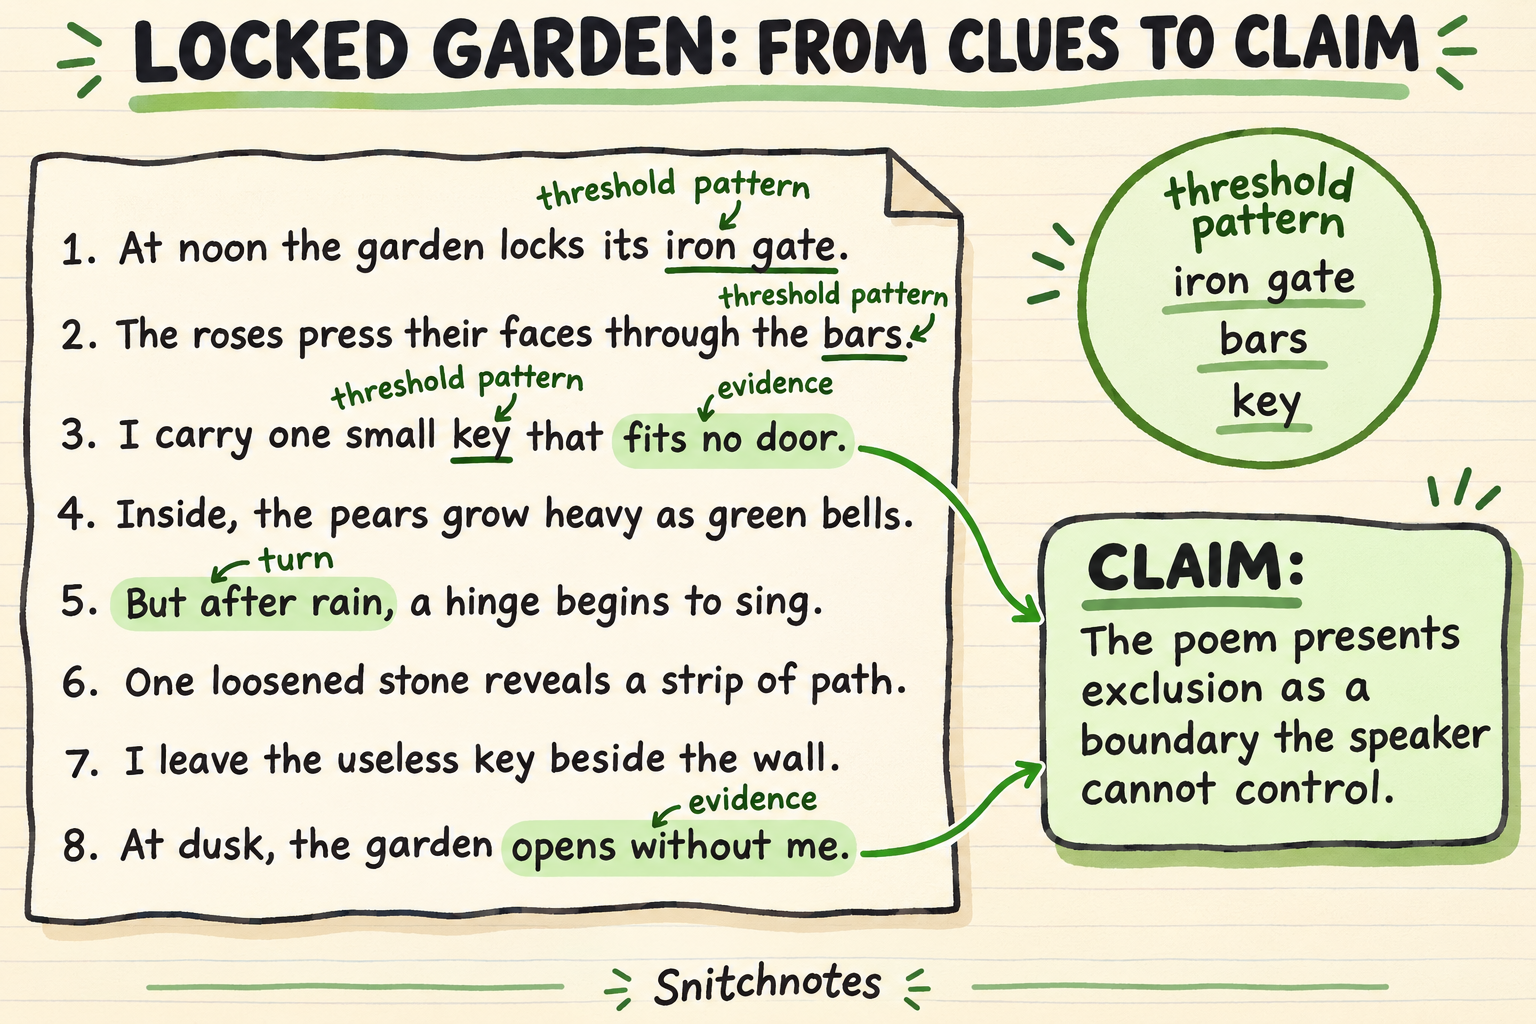 LOCKED GARDEN: FROM CLUES TO CLAIM
threshold pattern
1. At noon the garden locks its iron gate.
threshold pattern
2. The roses press their faces through the bars.
threshold pattern
evidence
3. I carry one small key that fits no door.
4. Inside, the pears grow heavy as green bells.
turn
5. But after rain, a hinge begins to sing.
6. One loosened stone reveals a strip of path.
7. I leave the useless key beside the wall.
evidence
8. At dusk, the garden opens without me.
threshold
pattern
iron gate
bars
key
CLAIM:
The poem presents
exclusion as a
boundary the speaker
cannot control.
Snitchnotes